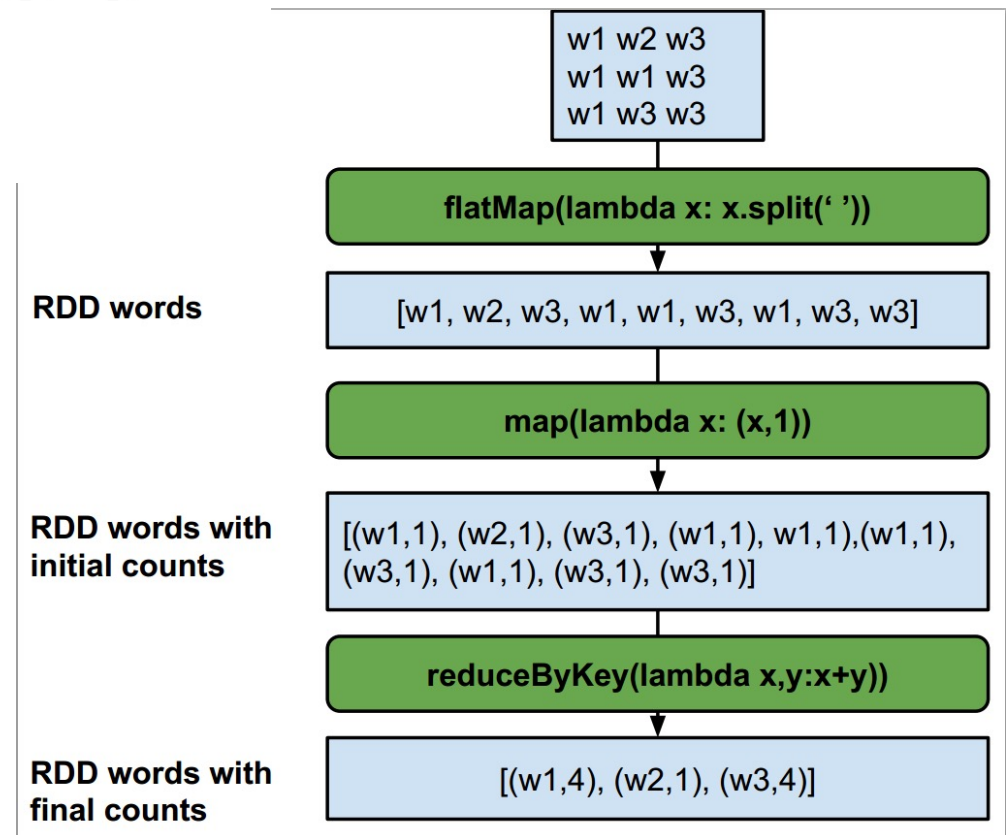 w1 w2 w3
w1 w1 w3
w1 w3 w3
flatMap(lambda x: x.split(‘ ’))
RDD words
[w1, w2, w3, w1, w1, w3, w1, w3, w3]
map(lambda x: (x,1))
RDD words with
initial counts
[(w1,1), (w2,1), (w3,1), (w1,1), w1,1),(w1,1),
(w3,1), (w1,1), (w3,1), (w3,1)]
reduceByKey(lambda x,y:x+y))
RDD words with
final counts
[(w1,4), (w2,1), (w3,4)]